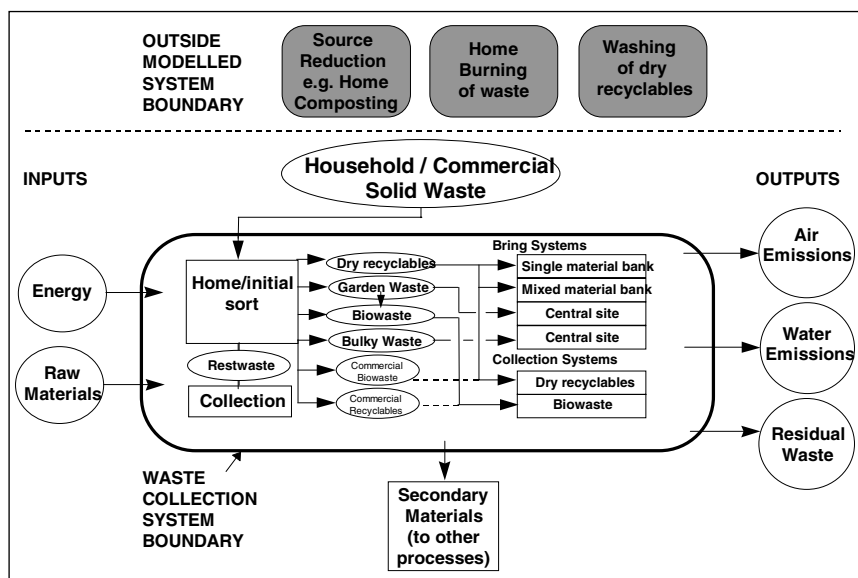 OUTSIDE
MODELLED
SYSTEM
BOUNDARY
Source
Reduction
e.g. Home
Composting
Home
Burning
of waste
Washing
of dry
recyclables
Household / Commercial
Solid Waste
INPUTS
OUTPUTS
Energy
Raw
Materials
Home/initial
sort
Restwaste
Collection
Dry recyclables
Garden Waste
Biowaste
Bulky Waste
Commercial
Biowaste
Commercial
Recyclables
Bring Systems
Single material bank
Mixed material bank
Central site
Central site
Collection Systems
Dry recyclables
Biowaste
Air
Emissions
Water
Emissions
Residual
Waste
WASTE
COLLECTION
SYSTEM
BOUNDARY
Secondary
Materials
(to other
processes)